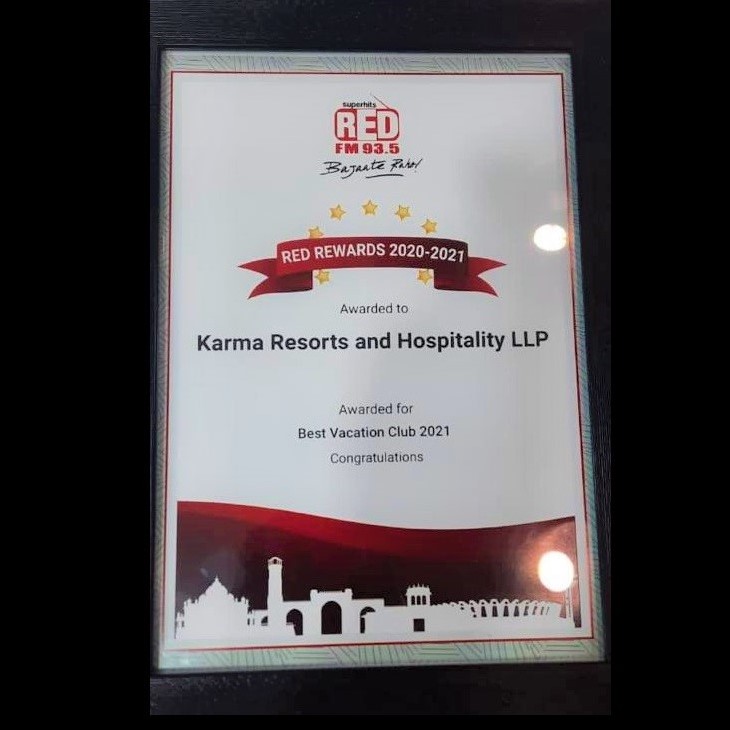 superhits
RED
FM 93.5
Bajaate Raho!
RED REWARDS 2020-2021
Awarded to
Karma Resorts and Hospitality LLP
Awarded for
Best Vacation Club 2021
Congratulations